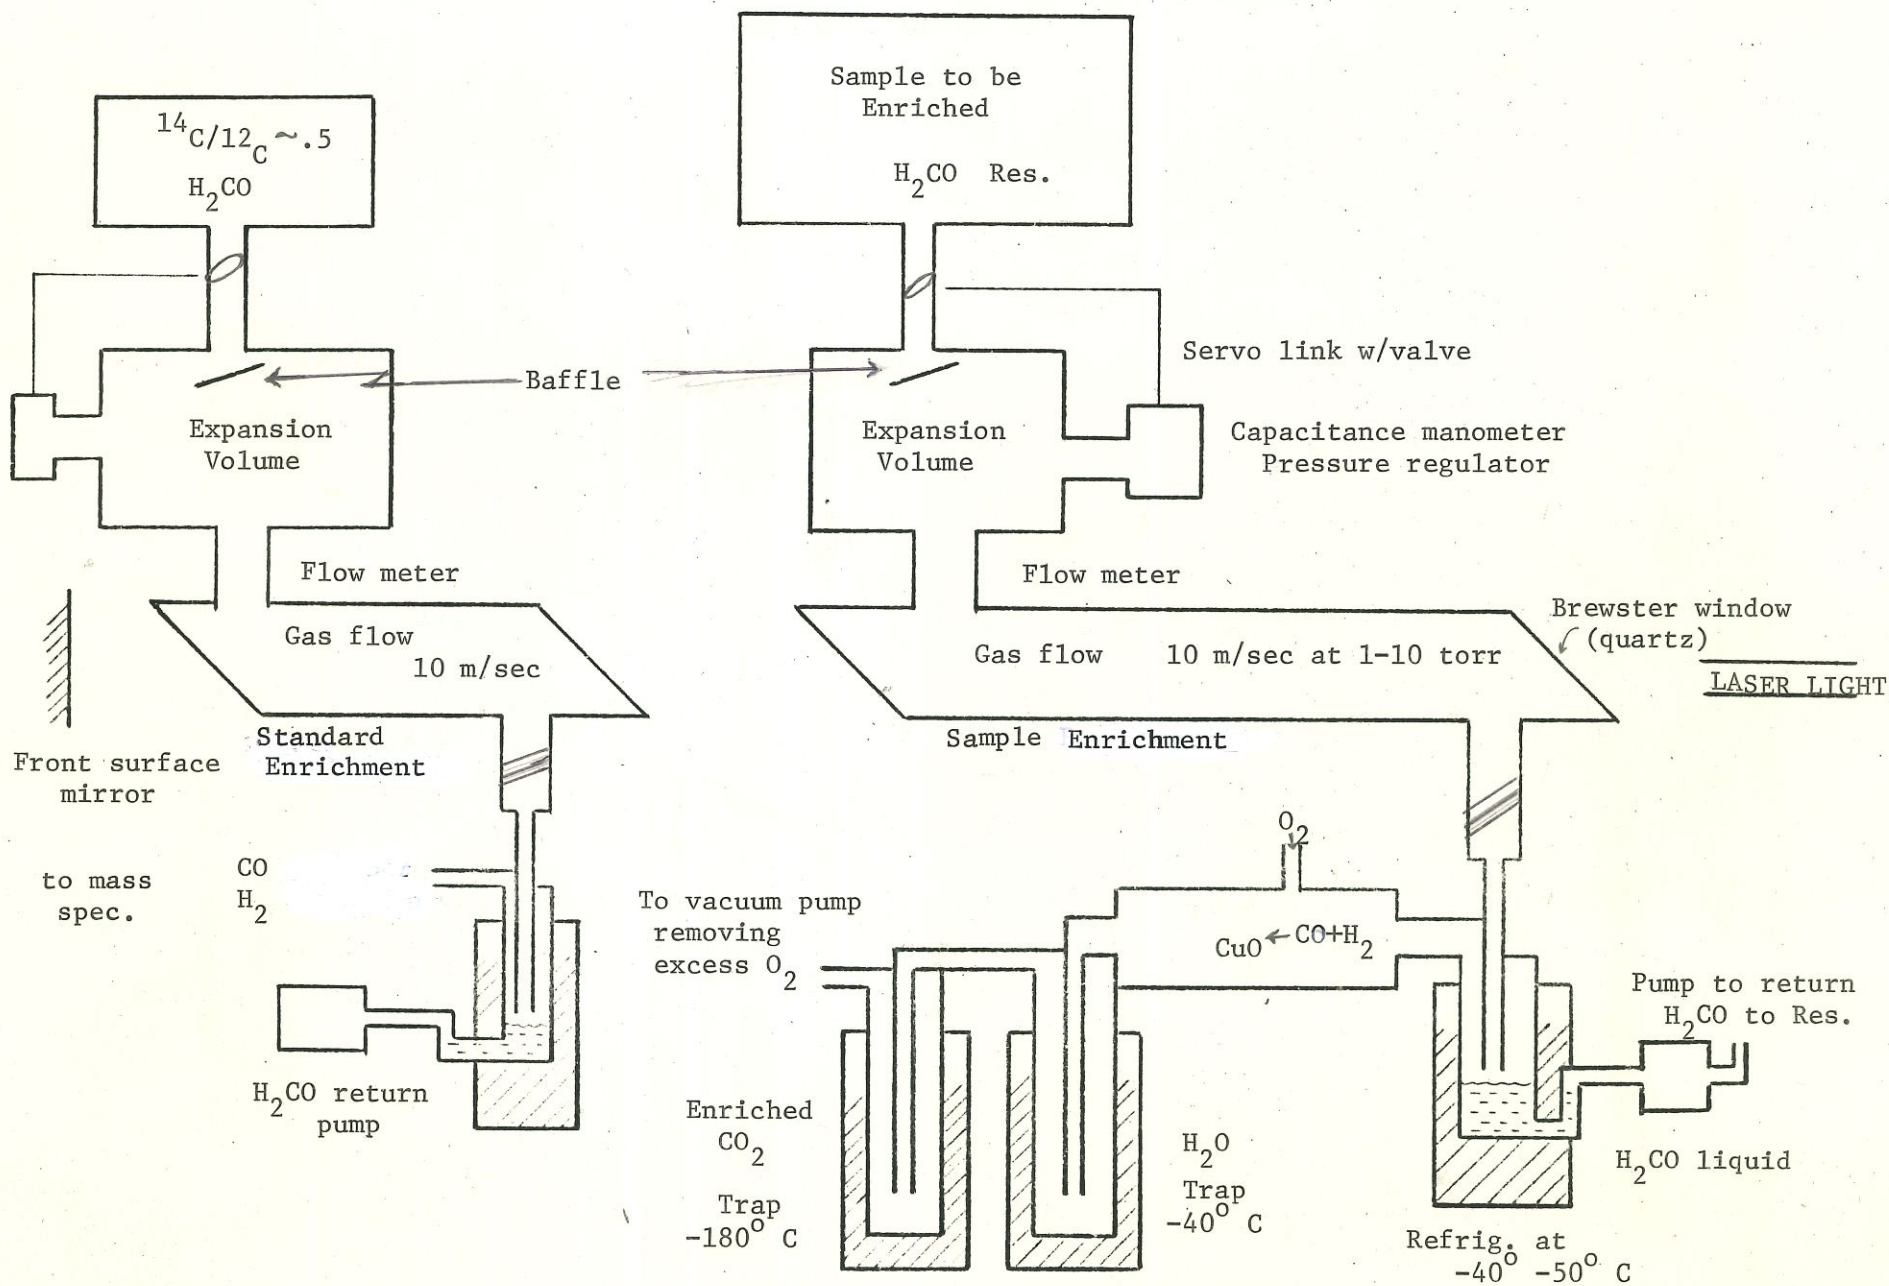 Sample to be
Enriched
H₂CO Res.
¹⁴C/12C ~.5
H₂CO
Servo link w/valve
Baffle
Expansion
Volume
Expansion
Volume
Capacitance manometer
Pressure regulator
Flow meter
Flow meter
Brewster window
(quartz)
Gas flow
10 m/sec
Gas flow 10 m/sec at 1-10 torr
LASER LIGHT
Standard
Enrichment
Sample Enrichment
Front surface
mirror
O₂
to mass
spec.
CO
H₂
To vacuum pump
removing
excess O₂
CuO ← CO+H₂
Pump to return
H₂CO to Res.
H₂CO return
pump
Enriched
CO₂
Trap
-180° C
H₂O
Trap
-40° C
H₂CO liquid
Refrig. at
-40° -50° C